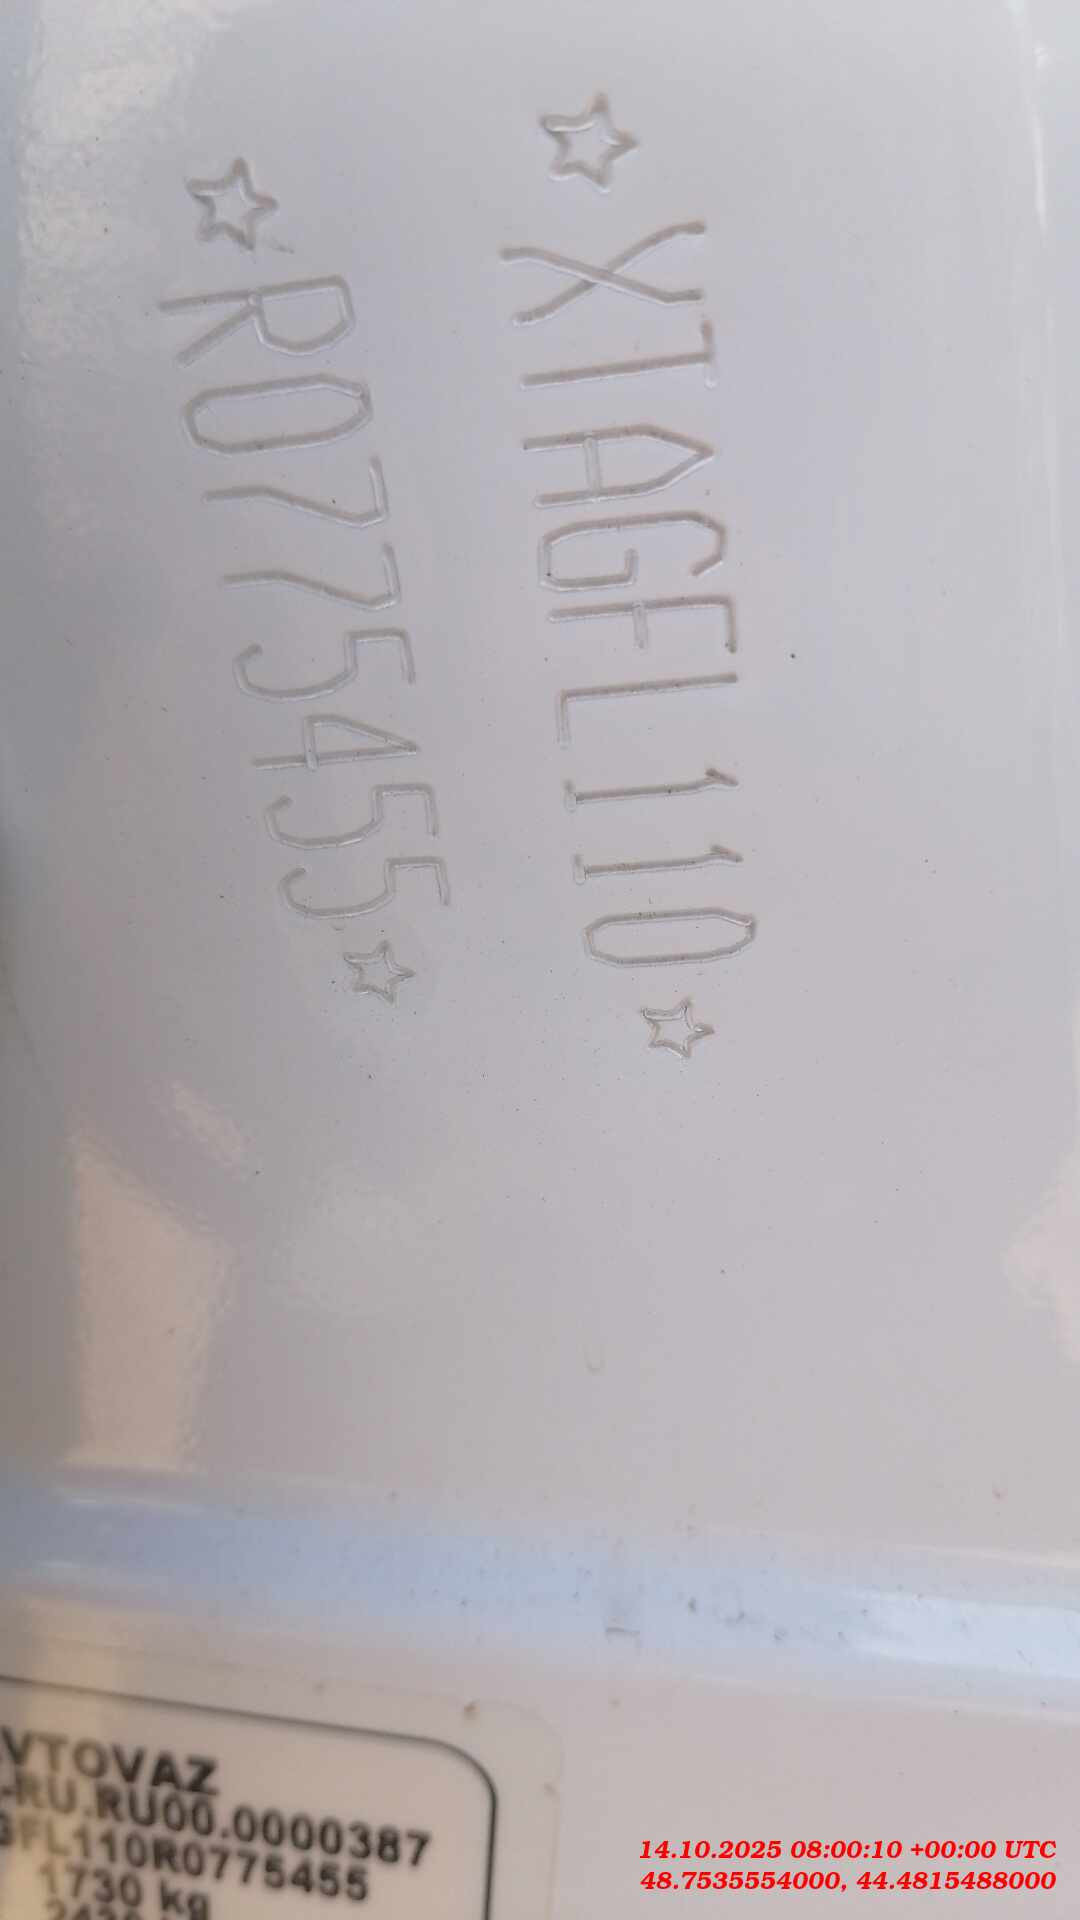 ☆XTAGFL110☆
☆R0775455☆
AVTOVAZ
-RU.RU00.0000387
GFL110R0775455
1730 kg
14.10.2025 08:00:10 +00:00 UTC
48.7535554000, 44.4815488000